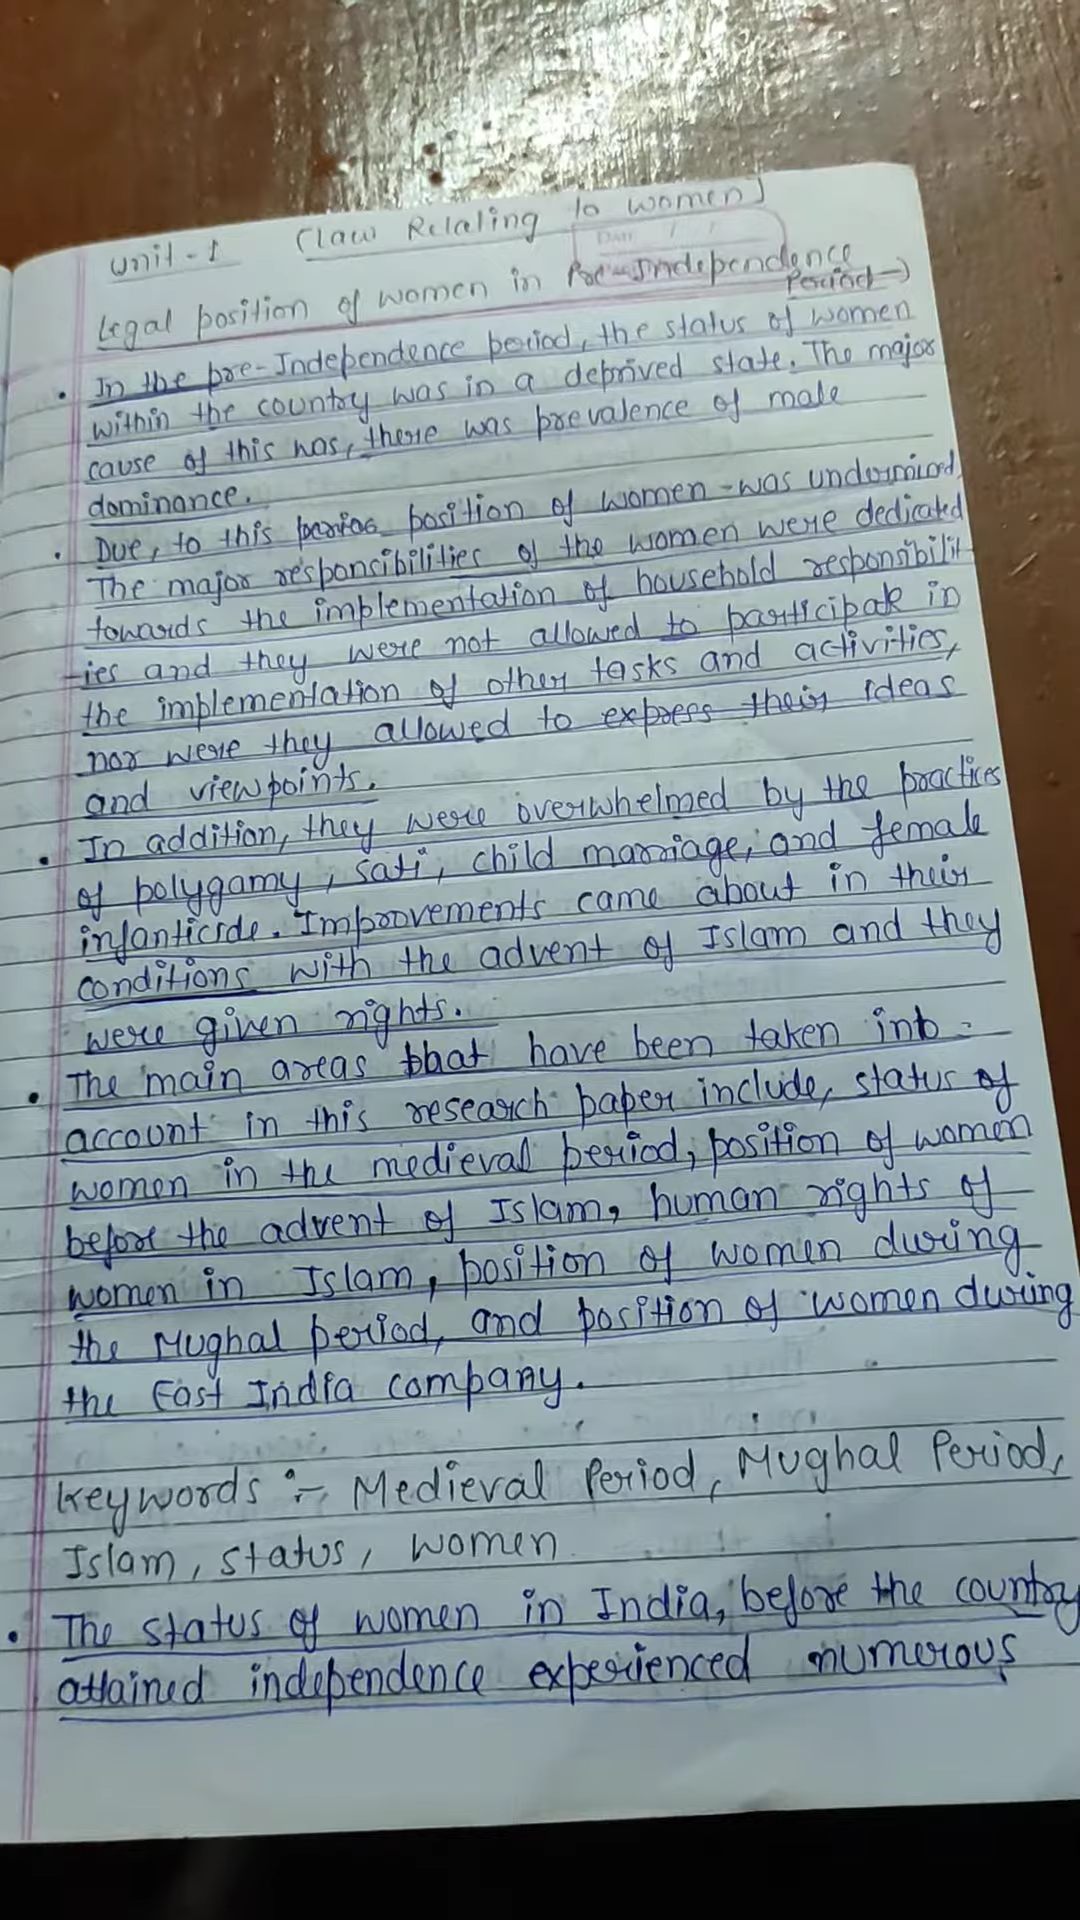 Unit-1 (Law Relating to women)
Legal position of women in Pre-Independence
Period→)
• In the pre-Independence period, the status of women
within the country was in a deprived state. The major
cause of this was, there was prevalence of male
dominance.
• Due, to this position of women was undermined.
The major responsibilities of the women were dedicated
towards the implementation of household responsibilit
-ies and they were not allowed to participate in
the implementation of other tasks and activities,
nor were they allowed to express their ideas
and viewpoints.
• In addition, they were overwhelmed by the practices
of polygamy, sati, child marriage, and female
infanticide. Improvements came about in their
conditions with the advent of Islam and they
were given rights.
• The main areas that have been taken into
account in this research paper include, status of
women in the medieval period, position of women
before the advent of Islam, human rights of
women in Islam, position of women during
the Mughal period, and position of women during
the East India company.
Keywords :- Medieval Period, Mughal Period,
Islam, status, women
• The status of women in India, before the country
attained independence experienced numerous